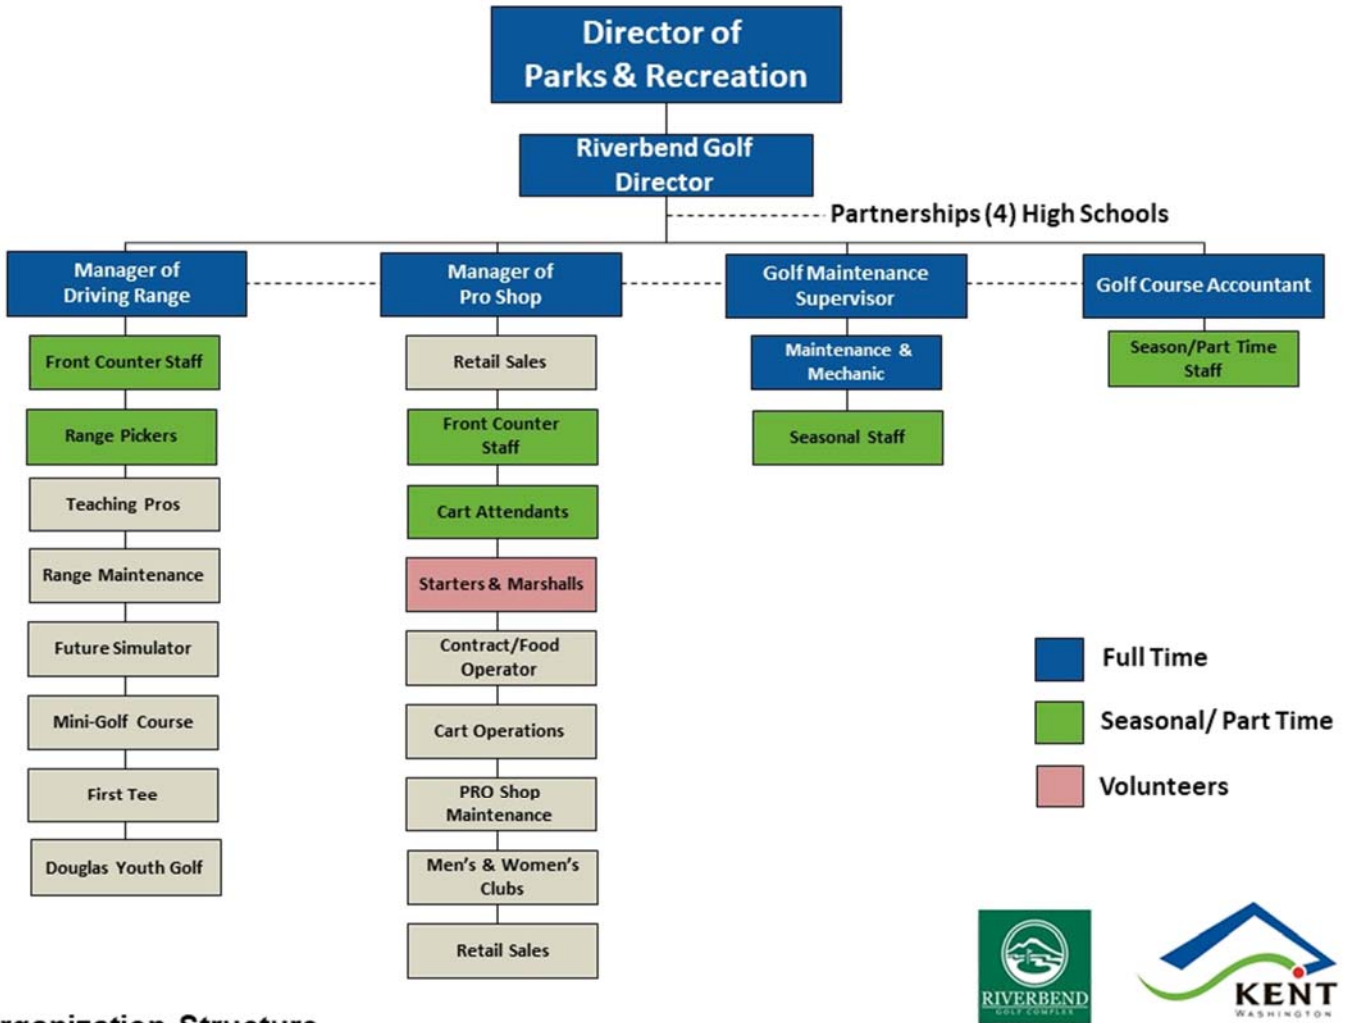 Director of
Parks & Recreation
Riverbend Golf
Director
Partnerships (4) High Schools
Manager of
Driving Range
Manager of
Pro Shop
Golf Maintenance
Supervisor
Golf Course Accountant
Front Counter Staff
Range Pickers
Teaching Pros
Range Maintenance
Future Simulator
Mini-Golf Course
First Tee
Douglas Youth Golf
Retail Sales
Front Counter
Staff
Cart Attendants
Starters & Marshalls
Contract/Food
Operator
Cart Operations
PRO Shop
Maintenance
Men's & Women's
Clubs
Retail Sales
Maintenance &
Mechanic
Seasonal Staff
Season/Part Time
Staff
Full Time
Seasonal/ Part Time
Volunteers
RIVERBEND
GOLF COMPLEX
KENT
WASHINGTON
Structure